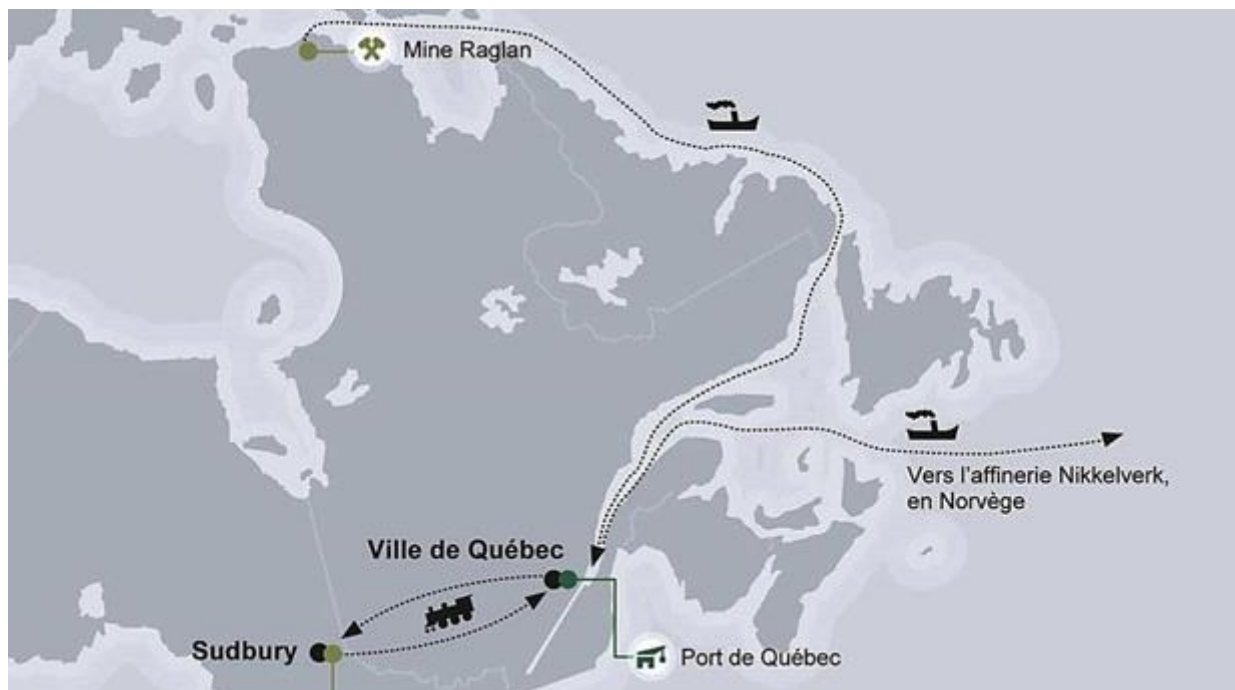 Mine Raglan
Vers l'affinerie Nikkelverk,
en Norvège
Ville de Québec
Sudbury
Port de Québec